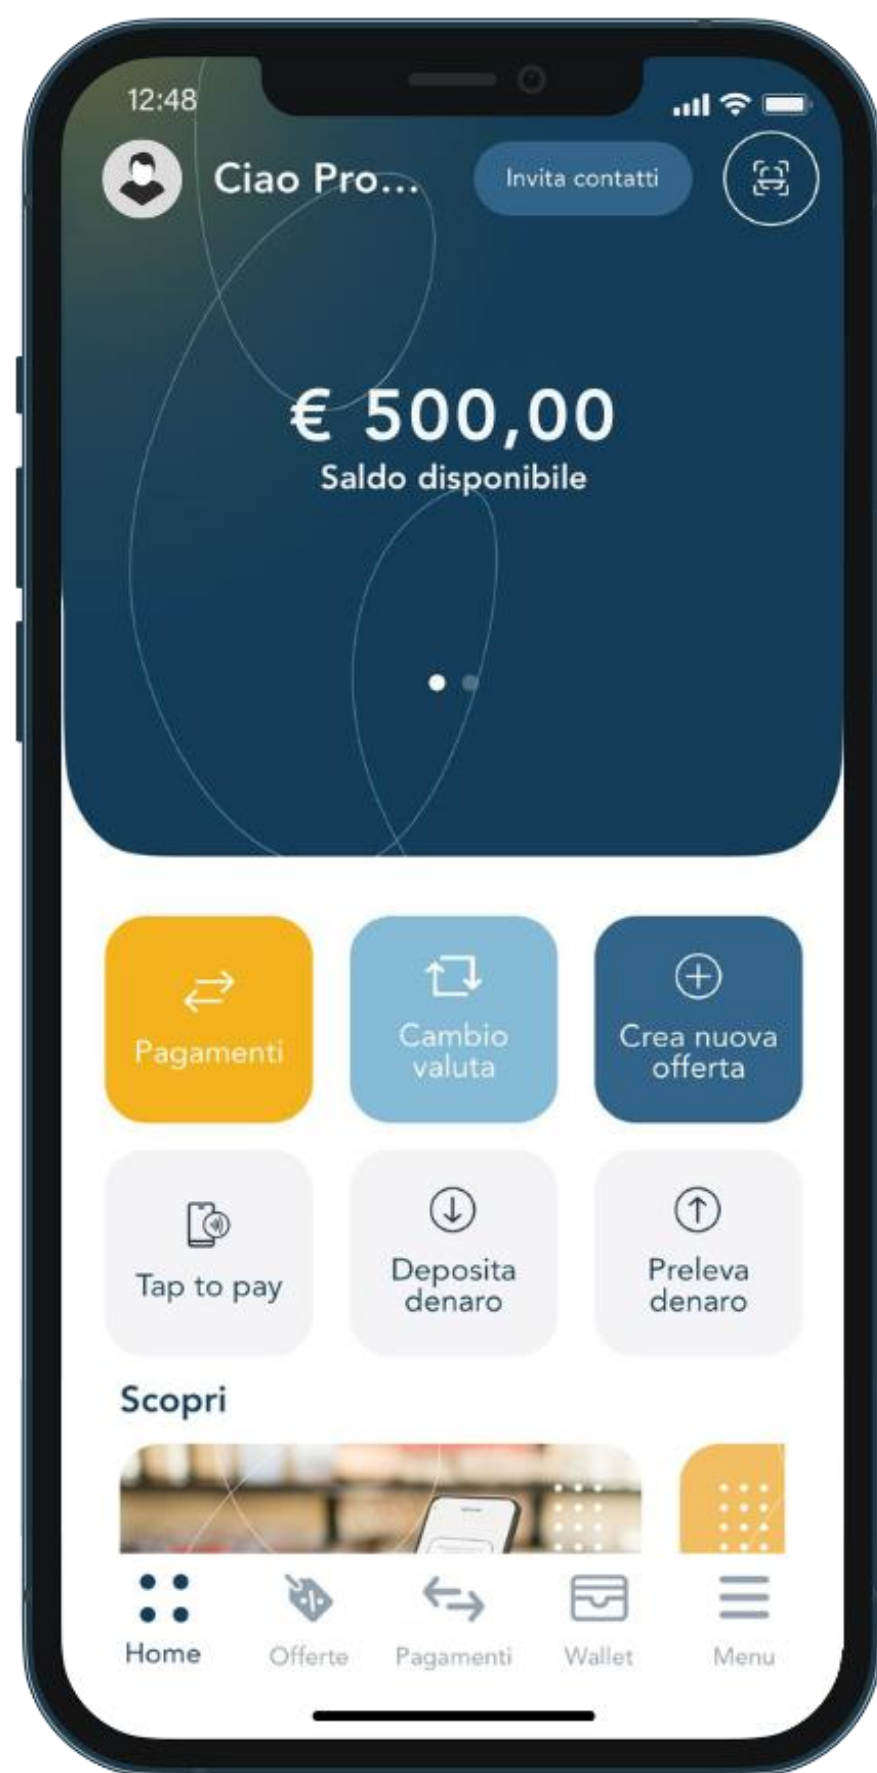 12:48
Ciao Pro...
Invita contatti
€ 500,00
Saldo disponibile
Pagamenti
Cambio
valuta
Crea nuova
offerta
Tap to pay
Deposita
denaro
Preleva
denaro
Scopri
Home
Offerte
Pagamenti
Wallet
Menu